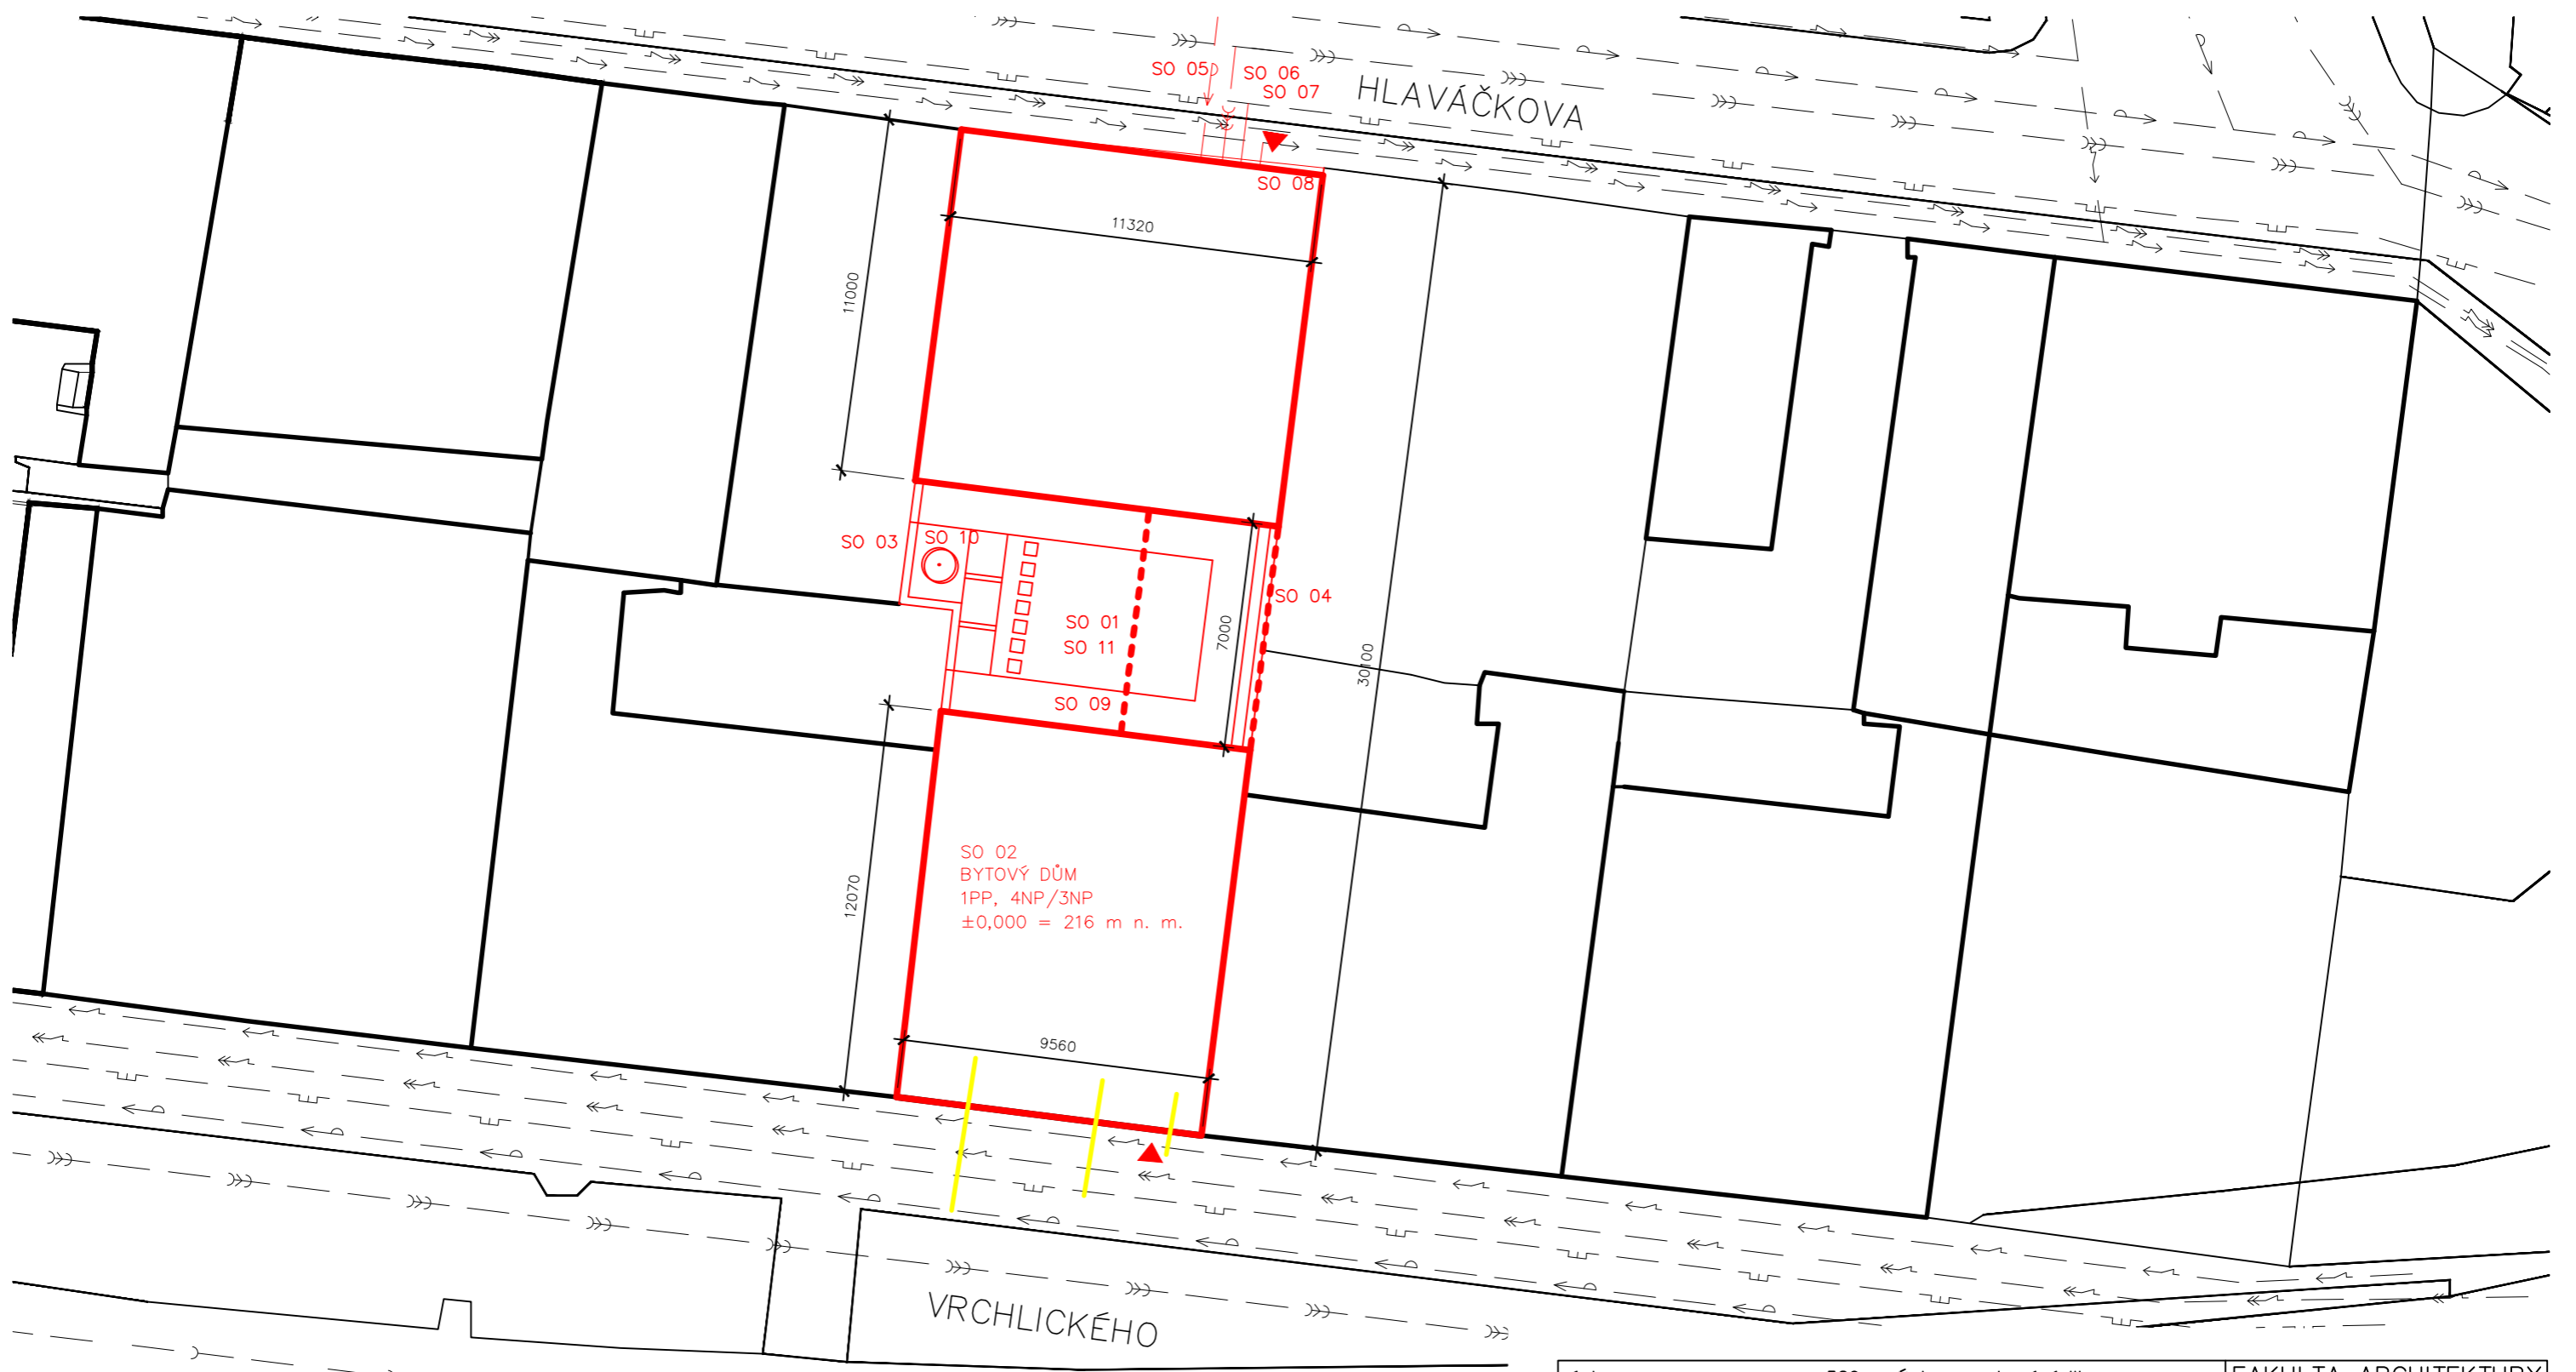 SO 05
SO 06
SO 07
HLAVÁČKOVA
SO 08
11320
11000
SO 03
SO 10
SO 04
SO 01
SO 11
7000
30100
SO 09
SO 02
BYTOVÝ DŮM
1PP, 4NP/3NP
±0,000 = 216 m n. m.
12070
9560
VRCHLICKÉHO
FAKULTA ARCHITEKTURY